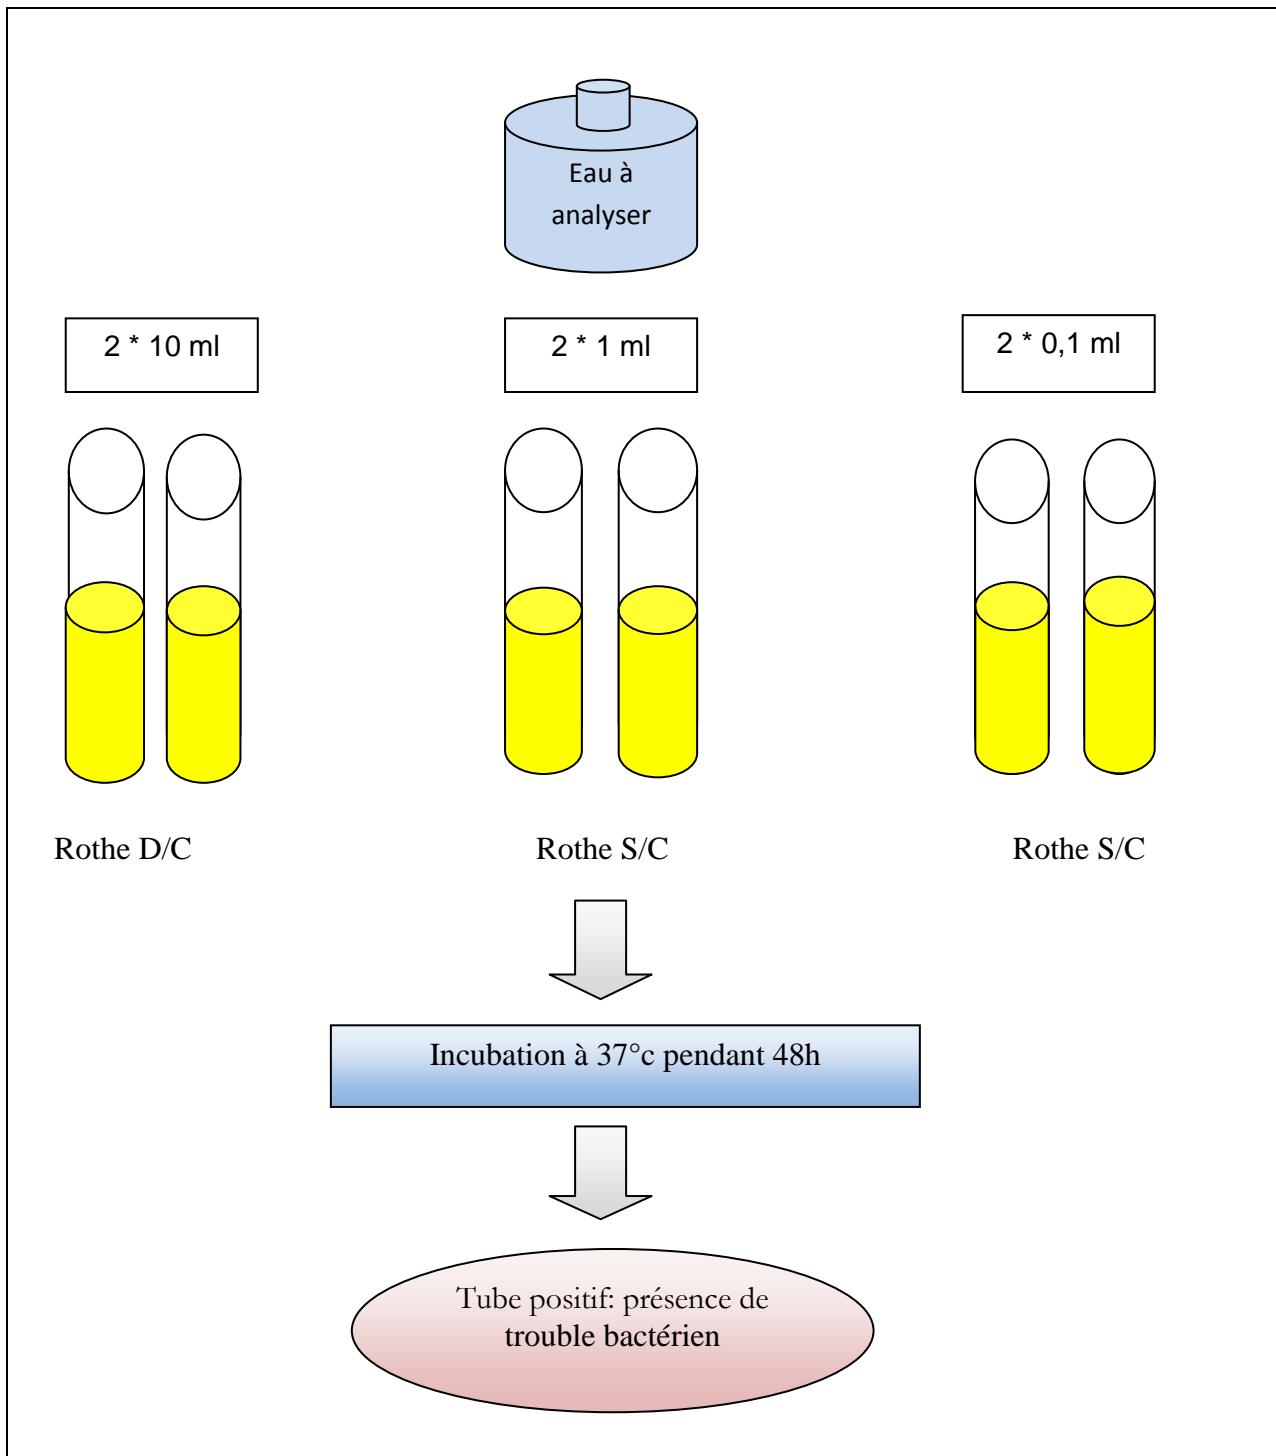 Eau à
analyser
2 * 10 ml
2 * 1 ml
2 * 0,1 ml
Rothe D/C
Rothe S/C
Rothe S/C
Incubation à 37°c pendant 48h
Tube positif: présence de
trouble bactérien